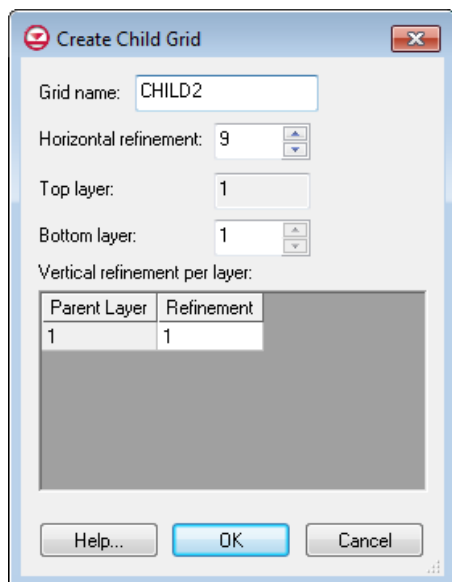 Create Child Grid
Grid name: CHILD2
Horizontal refinement: 9
Top layer: 1
Bottom layer: 1
Vertical refinement per layer:
Parent Layer Refinement
1 1
Help... OK Cancel